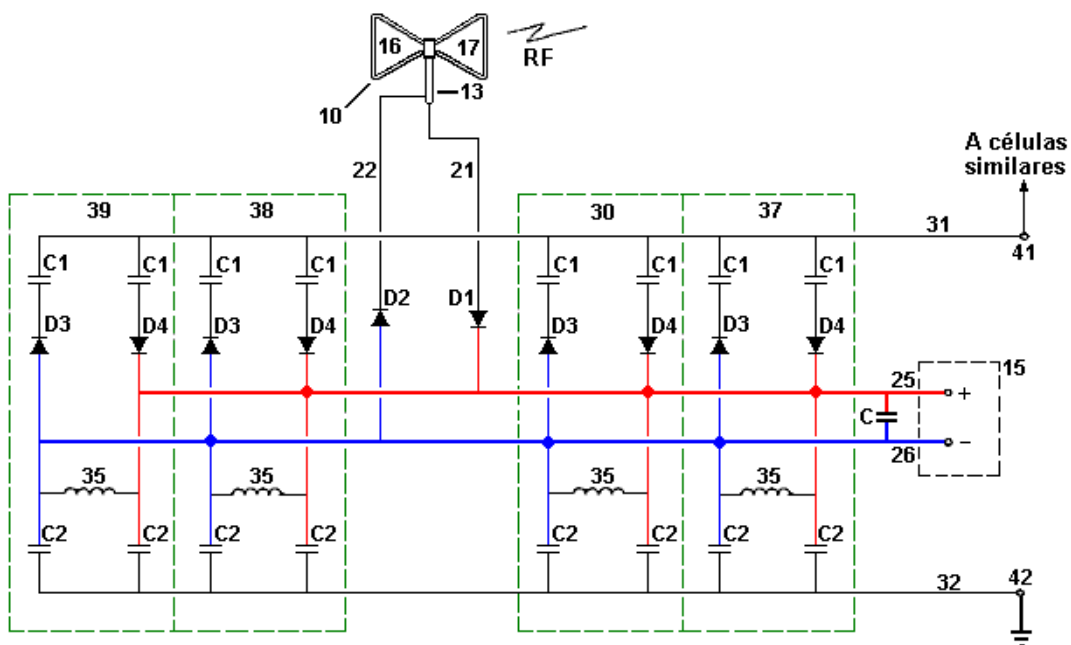 16 17
RF
10 13
A células
similares
22 21
39 38 30 37
31
41
C1 C1 C1 C1 C1 C1 C1 C1
D2 D1
D3 D4 D3 D4 D3 D4 D3 D4
25 15
+
C
−
26
35 35 35 35
C2 C2 C2 C2 C2 C2 C2 C2
32 42